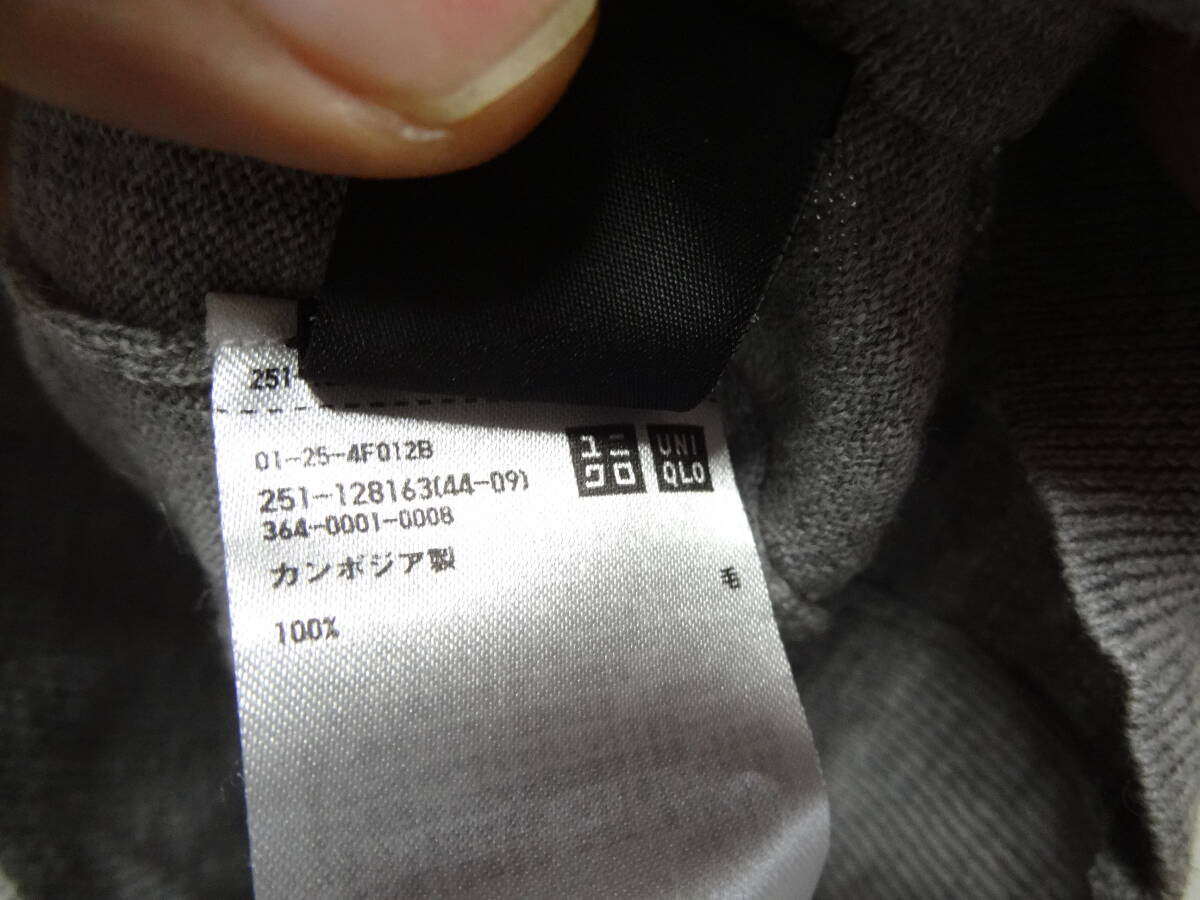 251-
01-25-4F012B
ユニ UNI
クロ QLO
251-128163(44-09)
364-0001-0008
カンボジア製
毛
100%